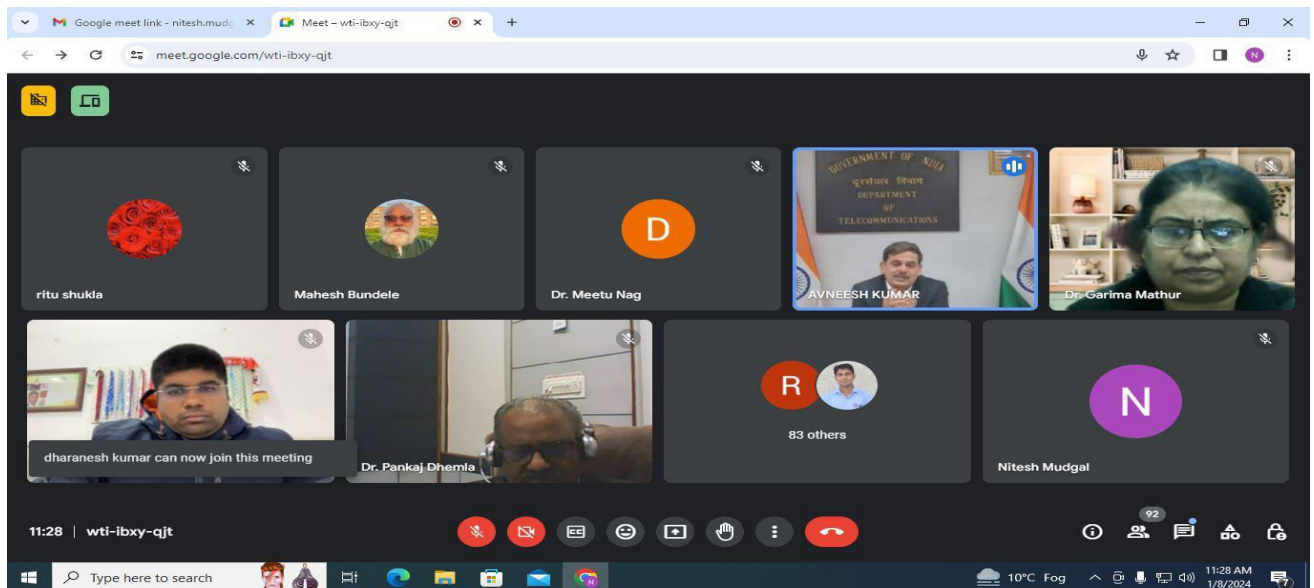 Google meet link - nitesh.mudg
Meet – wti-ibxy-qjt
meet.google.com/wti-ibxy-qjt
N
ritu shukla
Mahesh Bundele
D
Dr. Meetu Nag
GOVERNMENT OF INDIA
दूरसंचार विभाग
DEPARTMENT
OF
TELECOMMUNICATIONS
AVNEESH KUMAR
Dr. Garima Mathur
dharanesh kumar can now join this meeting
Dr. Pankaj Dhemla
R
83 others
N
Nitesh Mudgal
11:28 | wti-ibxy-qjt
CC
92
Type here to search
10°C Fog
11:28 AM
1/8/2024
7